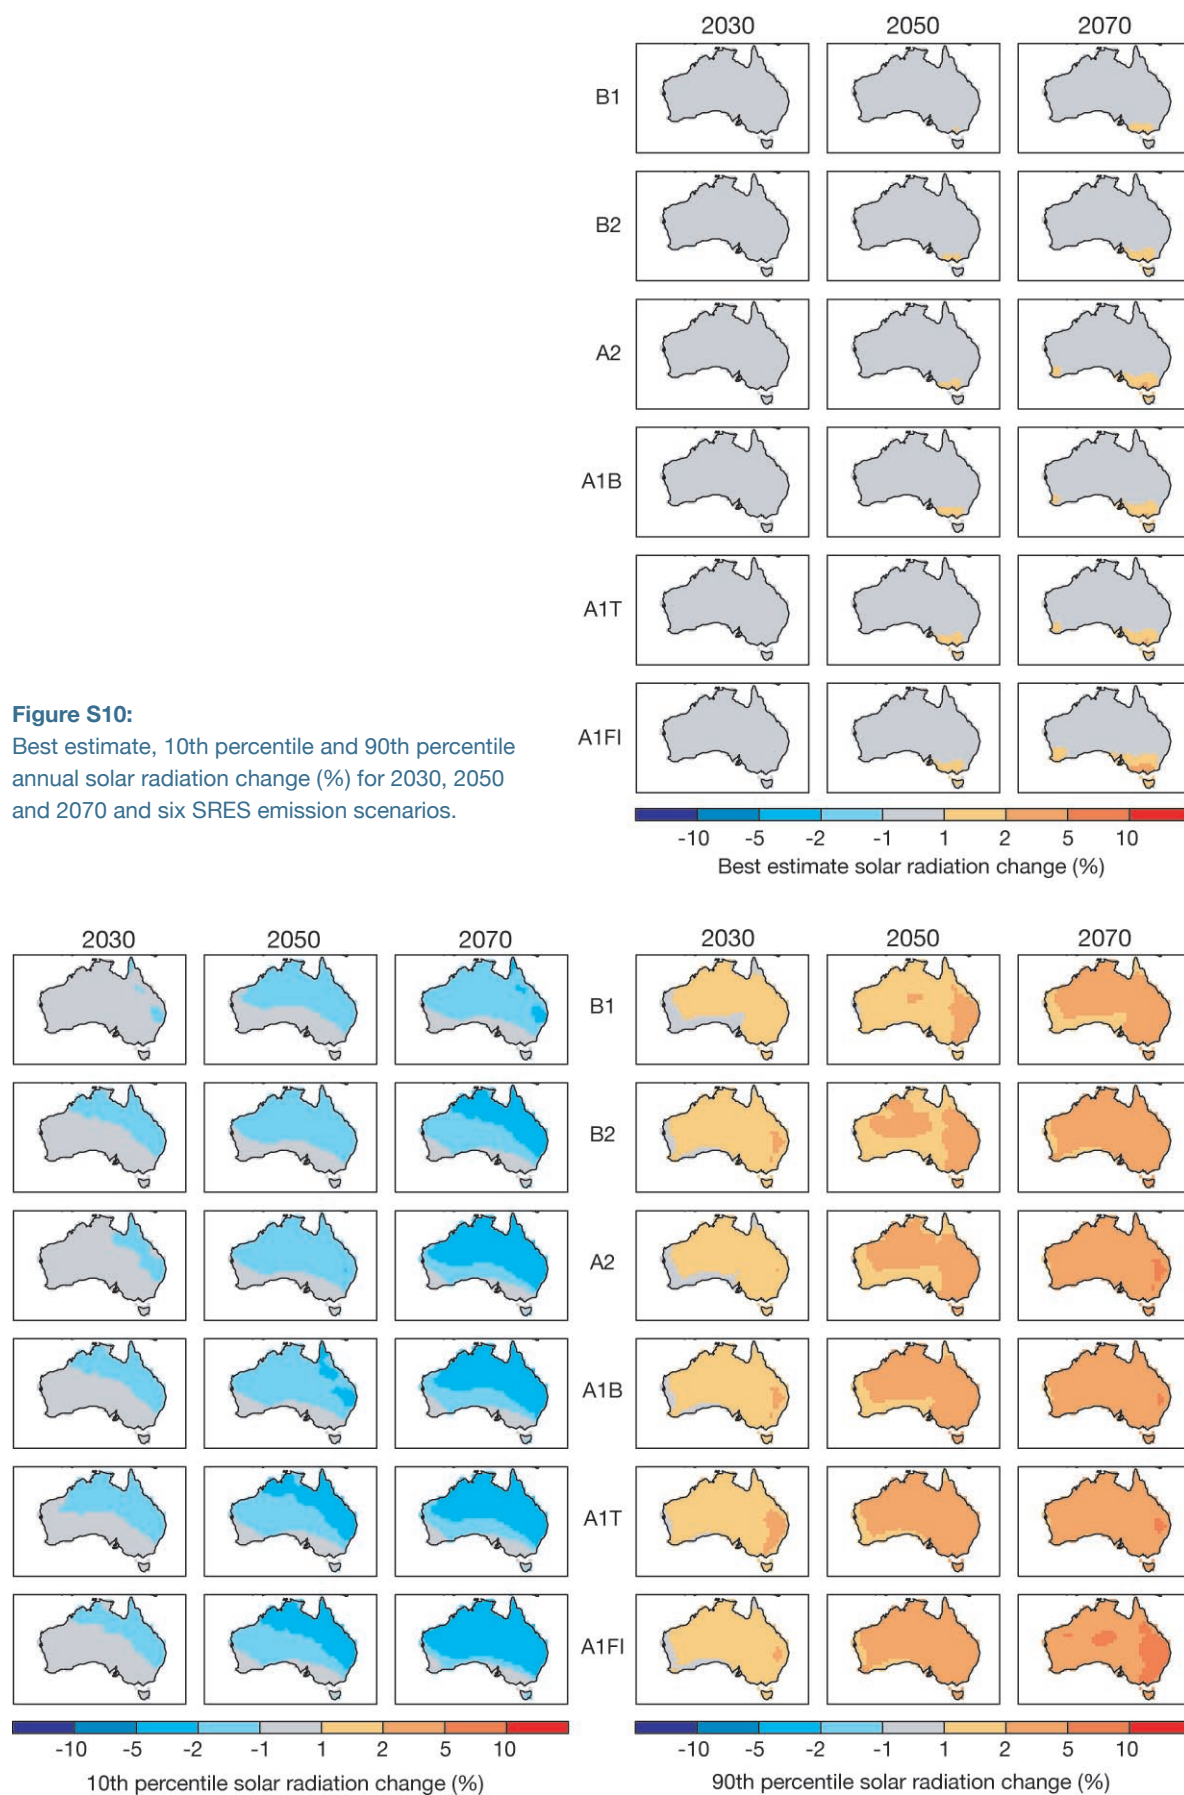 2030 2050 2070
B1
B2
A2
A1B
A1T
A1FI
-10 -5 -2 -1 1 2 5 10
Best estimate solar radiation change (%)
Figure S10:
Best estimate, 10th percentile and 90th percentile
annual solar radiation change (%) for 2030, 2050
and 2070 and six SRES emission scenarios.
2030 2050 2070
-10 -5 -2 -1 1 2 5 10
10th percentile solar radiation change (%)
2030 2050 2070
B1
B2
A2
A1B
A1T
A1FI
-10 -5 -2 -1 1 2 5 10
90th percentile solar radiation change (%)